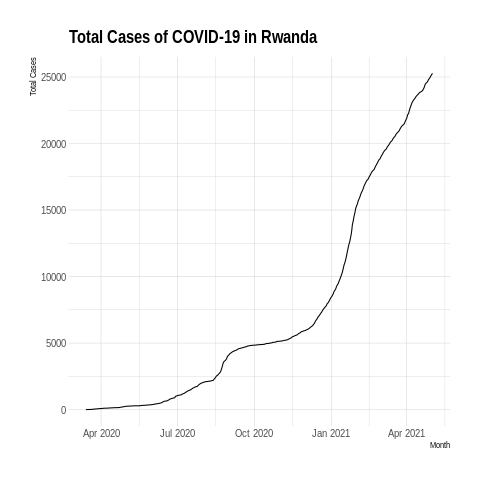 Total Cases of COVID-19 in Rwanda
Total Cases
25000
20000
15000
10000
5000
0
Apr 2020 Jul 2020 Oct 2020 Jan 2021 Apr 2021
Month